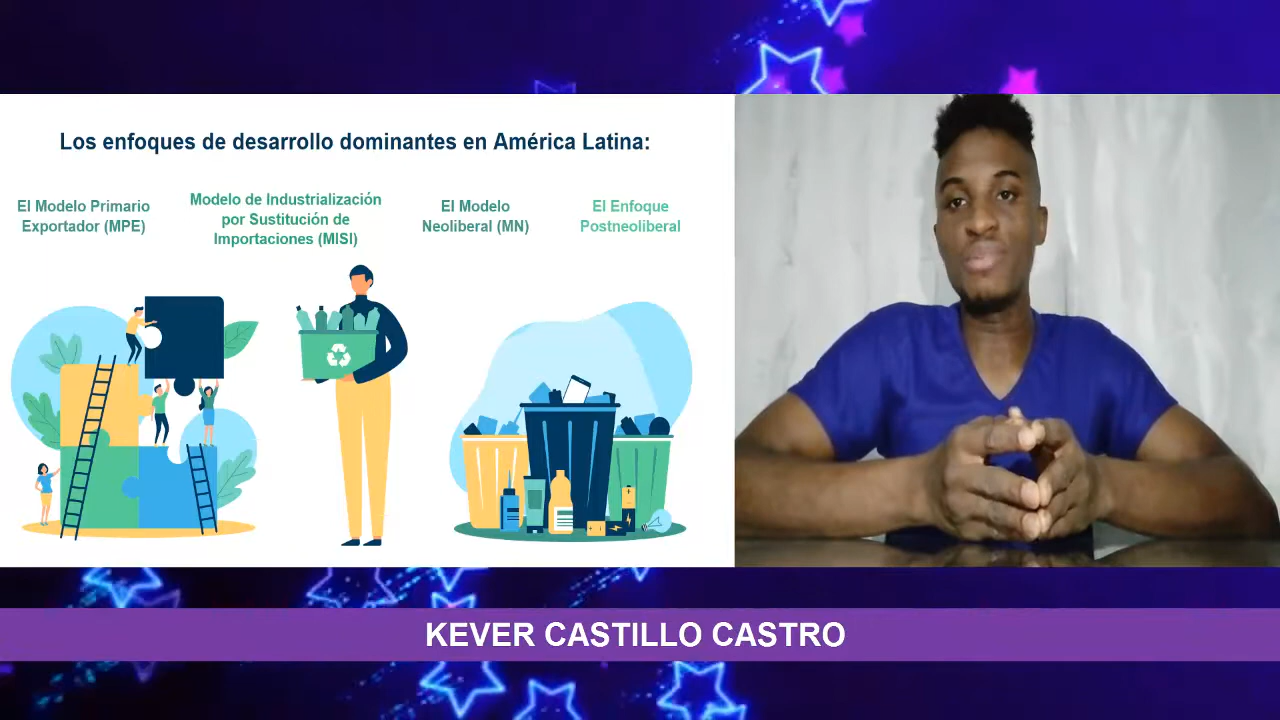 Los enfoques de desarrollo dominantes en América Latina:
El Modelo Primario
Exportador (MPE)
Modelo de Industrialización
por Sustitución de
Importaciones (MISI)
El Modelo
Neoliberal (MN)
El Enfoque
Postneoliberal
KEVER CASTILLO CASTRO